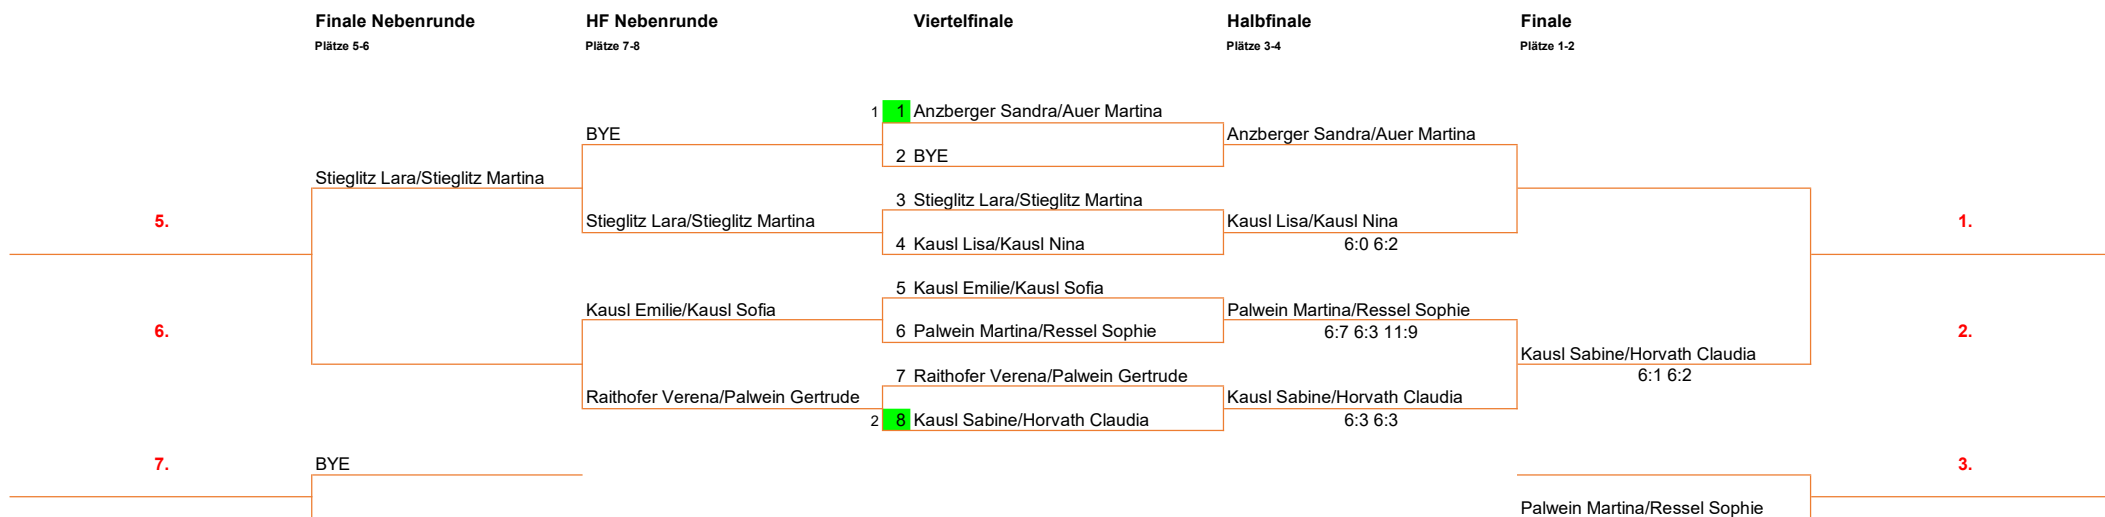 Finale Nebenrunde HF Nebenrunde Viertelfinale Halbfinale Finale
Plätze 5-6 Plätze 7-8 Plätze 3-4 Plätze 1-2
1 1 Anzberger Sandra/Auer Martina
BYE Anzberger Sandra/Auer Martina
2 BYE
Stieglitz Lara/Stieglitz Martina
3 Stieglitz Lara/Stieglitz Martina
5. Stieglitz Lara/Stieglitz Martina Kausl Lisa/Kausl Nina 1.
4 Kausl Lisa/Kausl Nina 6:0 6:2
5 Kausl Emilie/Kausl Sofia
Kausl Emilie/Kausl Sofia Palwein Martina/Ressel Sophie
6. 6 Palwein Martina/Ressel Sophie 6:7 6:3 11:9 2.
Kausl Sabine/Horvath Claudia
7 Raithofer Verena/Palwein Gertrude 6:1 6:2
Raithofer Verena/Palwein Gertrude Kausl Sabine/Horvath Claudia
2 8 Kausl Sabine/Horvath Claudia 6:3 6:3
7. BYE 3.
Palwein Martina/Ressel Sophie